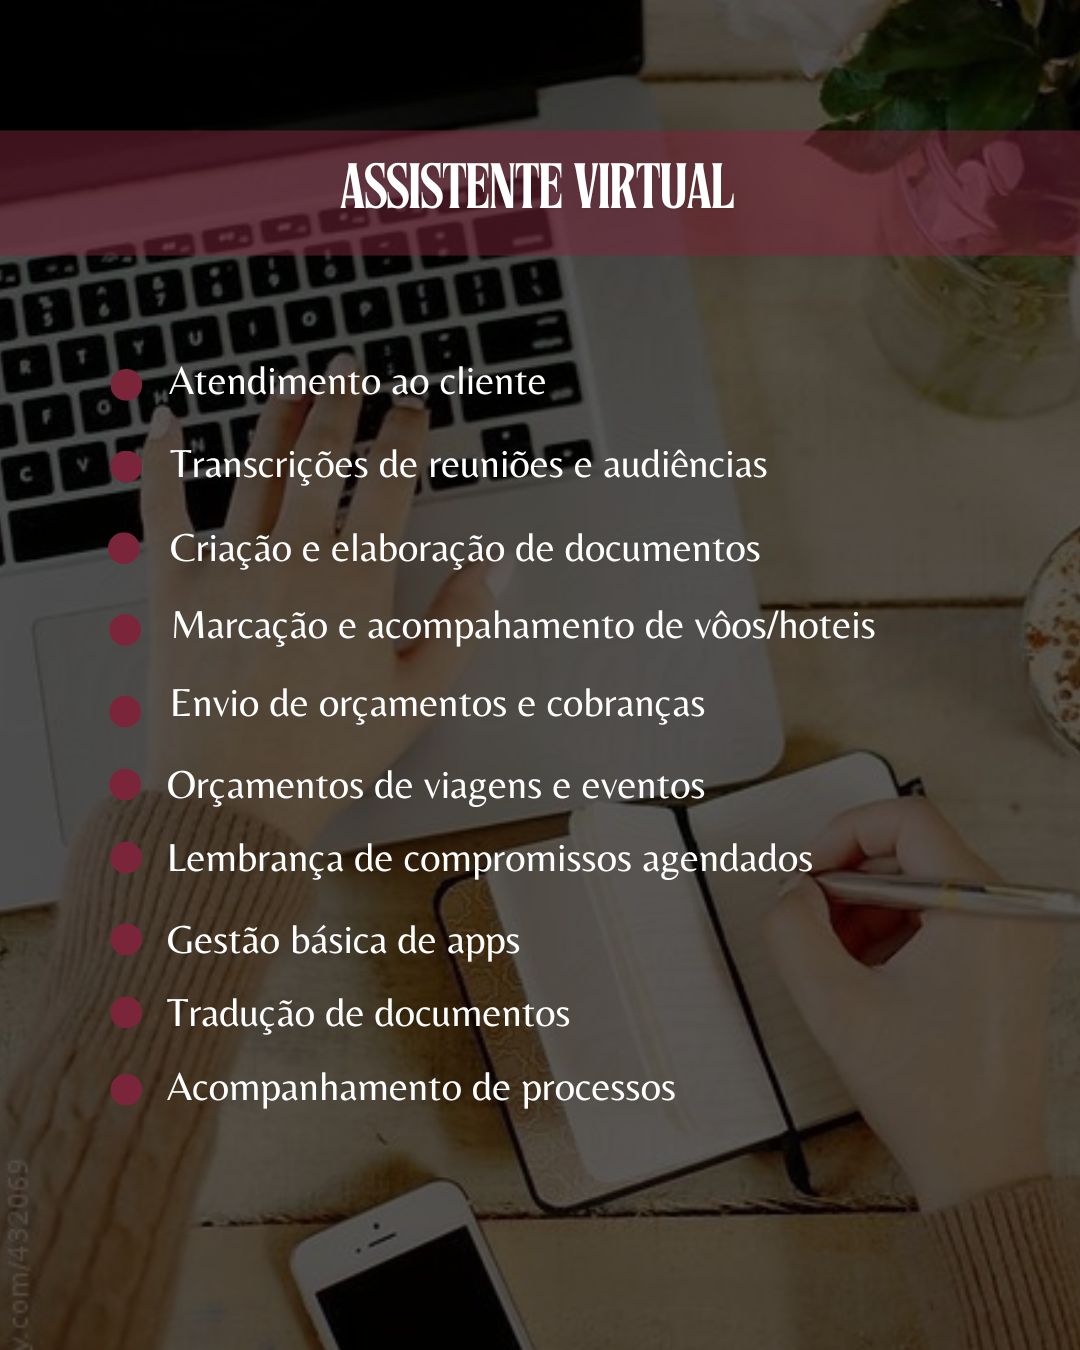 ASSISTENTE VIRTUAL
Atendimento ao cliente
Transcrições de reuniões e audiências
Criação e elaboração de documentos
Marcação e acompahamento de vôos/hoteis
Envio de orçamentos e cobranças
Orçamentos de viagens e eventos
Lembrança de compromissos agendados
Gestão básica de apps
Tradução de documentos
Acompanhamento de processos
y.com/432069